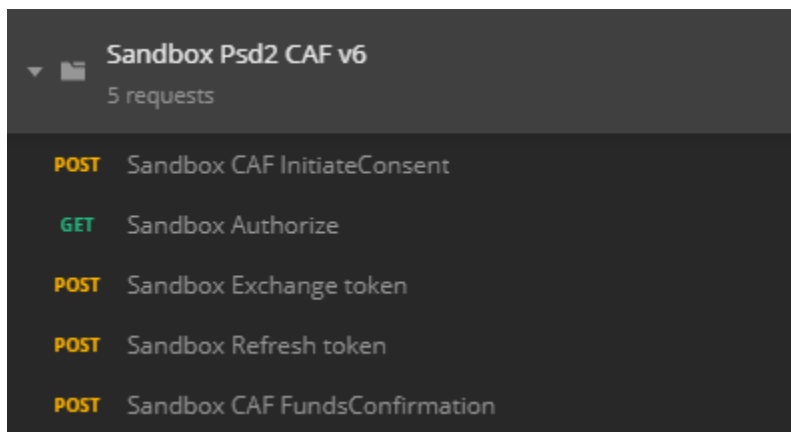 Sandbox Psd2 CAF v6
5 requests
POST Sandbox CAF InitiateConsent
GET Sandbox Authorize
POST Sandbox Exchange token
POST Sandbox Refresh token
POST Sandbox CAF FundsConfirmation